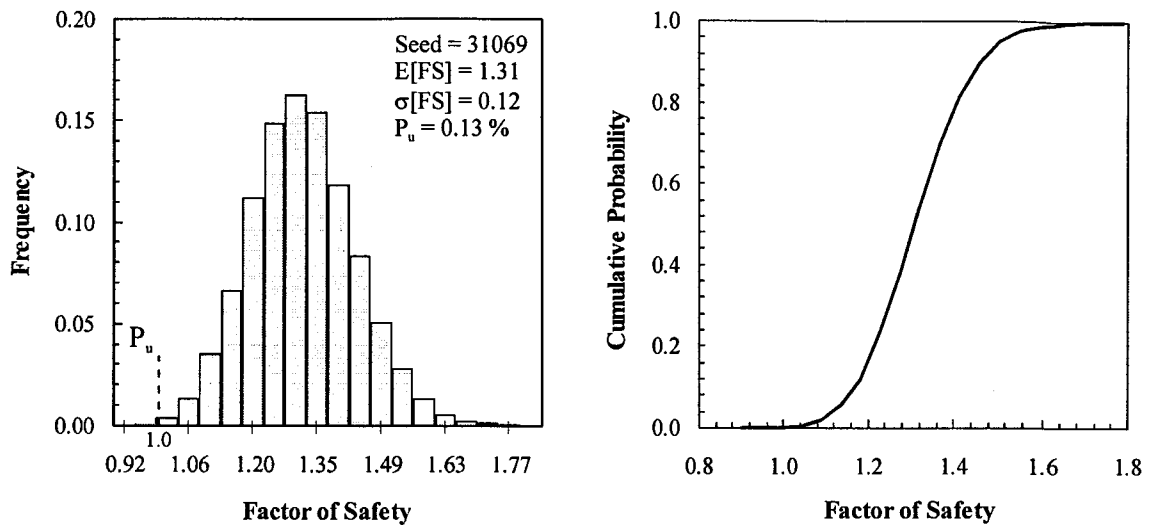 0.20
0.15
0.10
0.05
0.00
Frequency
Seed = 31069
E[FS] = 1.31
σ[FS] = 0.12
Pu = 0.13 %
Pu
1.0
0.92 1.06 1.20 1.35 1.49 1.63 1.77
Factor of Safety
1.0
0.8
0.6
0.4
0.2
0.0
Cumulative Probability
0.8 1.0 1.2 1.4 1.6 1.8
Factor of Safety